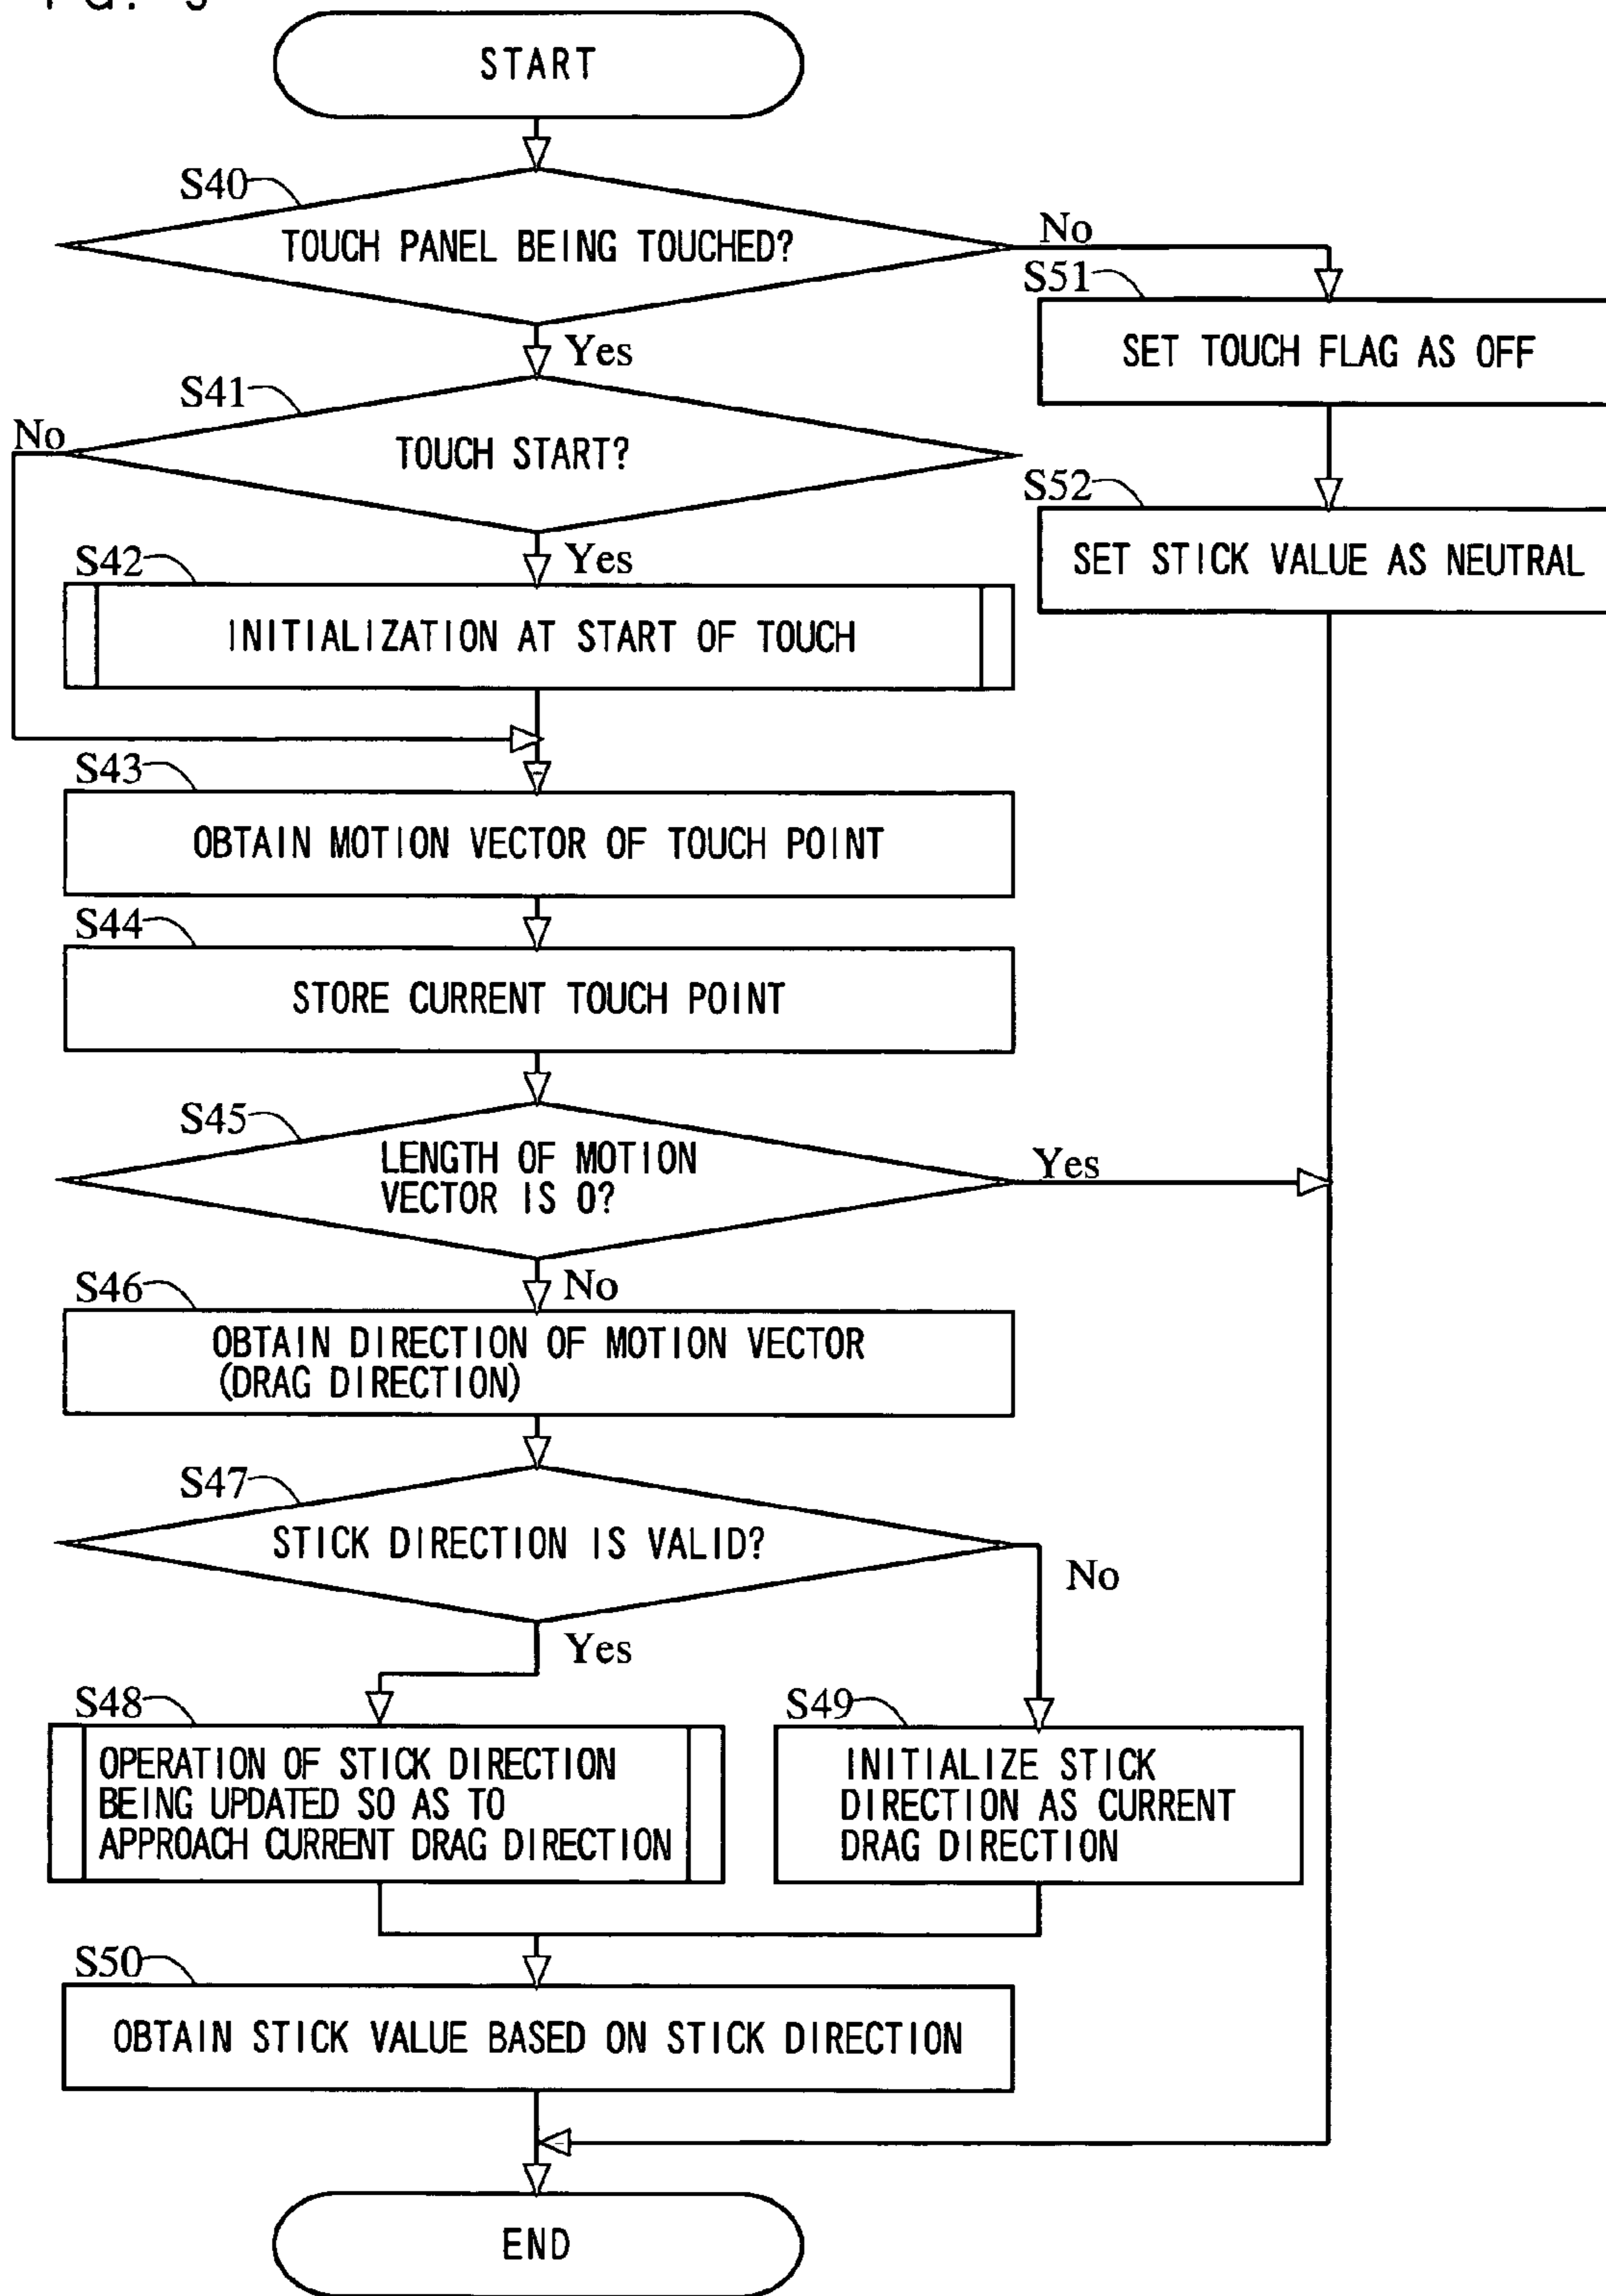 START
S40
TOUCH PANEL BEING TOUCHED?
No
S51
SET TOUCH FLAG AS OFF
Yes
S41
TOUCH START?
No
S52
SET STICK VALUE AS NEUTRAL
Yes
S42
INITIALIZATION AT START OF TOUCH
S43
OBTAIN MOTION VECTOR OF TOUCH POINT
S44
STORE CURRENT TOUCH POINT
S45
LENGTH OF MOTION
VECTOR IS 0?
Yes
No
S46
OBTAIN DIRECTION OF MOTION VECTOR
(DRAG DIRECTION)
S47
STICK DIRECTION IS VALID?
No
Yes
S48
OPERATION OF STICK DIRECTION
BEING UPDATED SO AS TO
APPROACH CURRENT DRAG DIRECTION
S49
INITIALIZE STICK
DIRECTION AS CURRENT
DRAG DIRECTION
S50
OBTAIN STICK VALUE BASED ON STICK DIRECTION
END